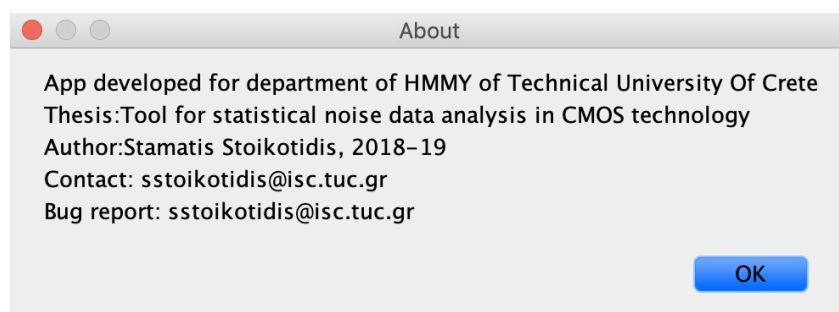 About
App developed for department of HMMY of Technical University Of Crete
Thesis:Tool for statistical noise data analysis in CMOS technology
Author:Stamatis Stoikotidis, 2018-19
Contact: sstoikotidis@isc.tuc.gr
Bug report: sstoikotidis@isc.tuc.gr
OK